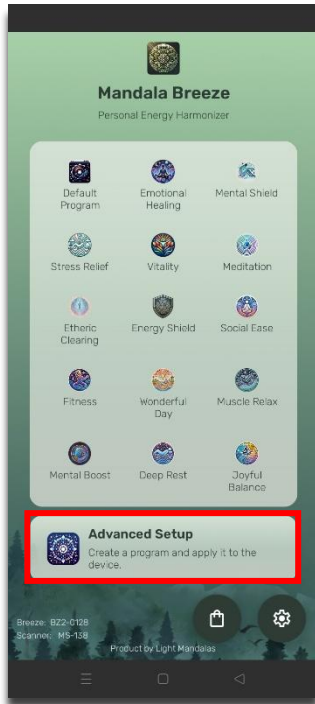 Mandala Breeze
Personal Energy Harmonizer
Default
Program
Emotional
Healing
Mental Shield
Stress Relief
Vitality
Meditation
Etheric
Clearing
Energy Shield
Social Ease
Fitness
Wonderful
Day
Muscle Relax
Mental Boost
Deep Rest
Joyful
Balance
Advanced Setup
Create a program and apply it to the
device.
Breeze: BZ2-0128
Scanner: MS-138
Product by Light Mandalas